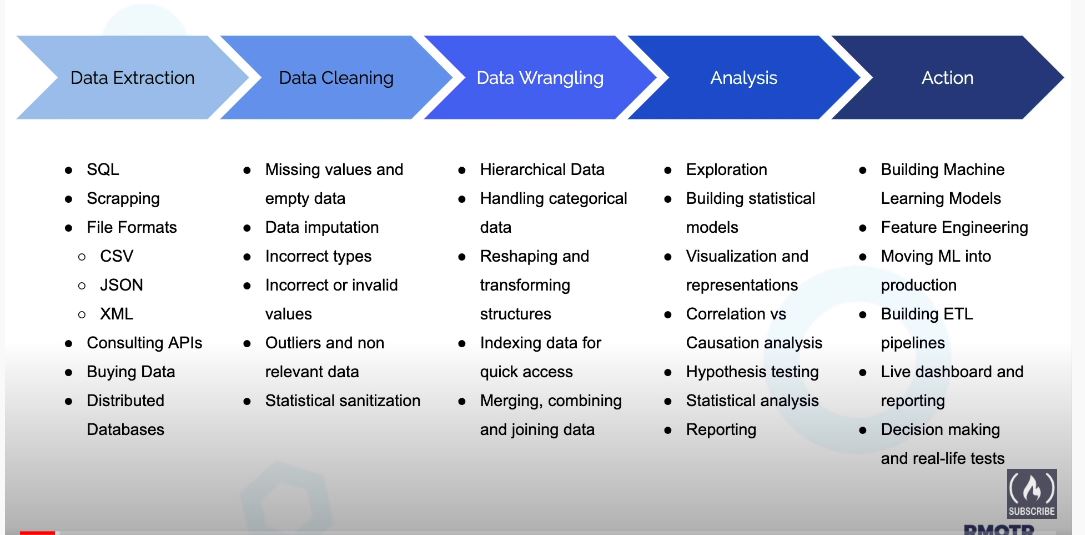 Data Extraction
Data Cleaning
Data Wrangling
Analysis
Action
SQL
Scrapping
File Formats
CSV
JSON
XML
Consulting APIs
Buying Data
Distributed
Databases
Missing values and
empty data
Data imputation
Incorrect types
Incorrect or invalid
values
Outliers and non
relevant data
Statistical sanitization
Hierarchical Data
Handling categorical
data
Reshaping and
transforming
structures
Indexing data for
quick access
Merging, combining
and joining data
Exploration
Building statistical
models
Visualization and
representations
Correlation vs
Causation analysis
Hypothesis testing
Statistical analysis
Reporting
Building Machine
Learning Models
Feature Engineering
Moving ML into
production
Building ETL
pipelines
Live dashboard and
reporting
Decision making
and real-life tests
SUBSCRIBE
RMOTR